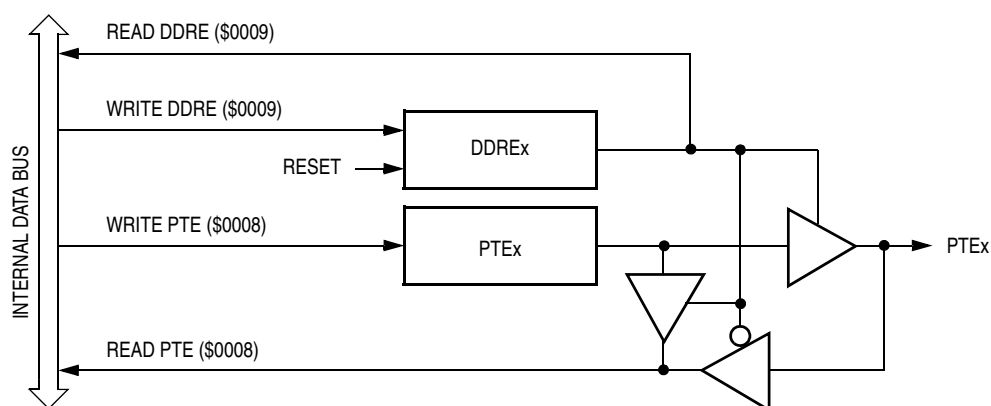 READ DDRE ($0009)
WRITE DDRE ($0009)
DDREx
RESET
INTERNAL DATA BUS
WRITE PTE ($0008)
PTEx
PTEx
READ PTE ($0008)